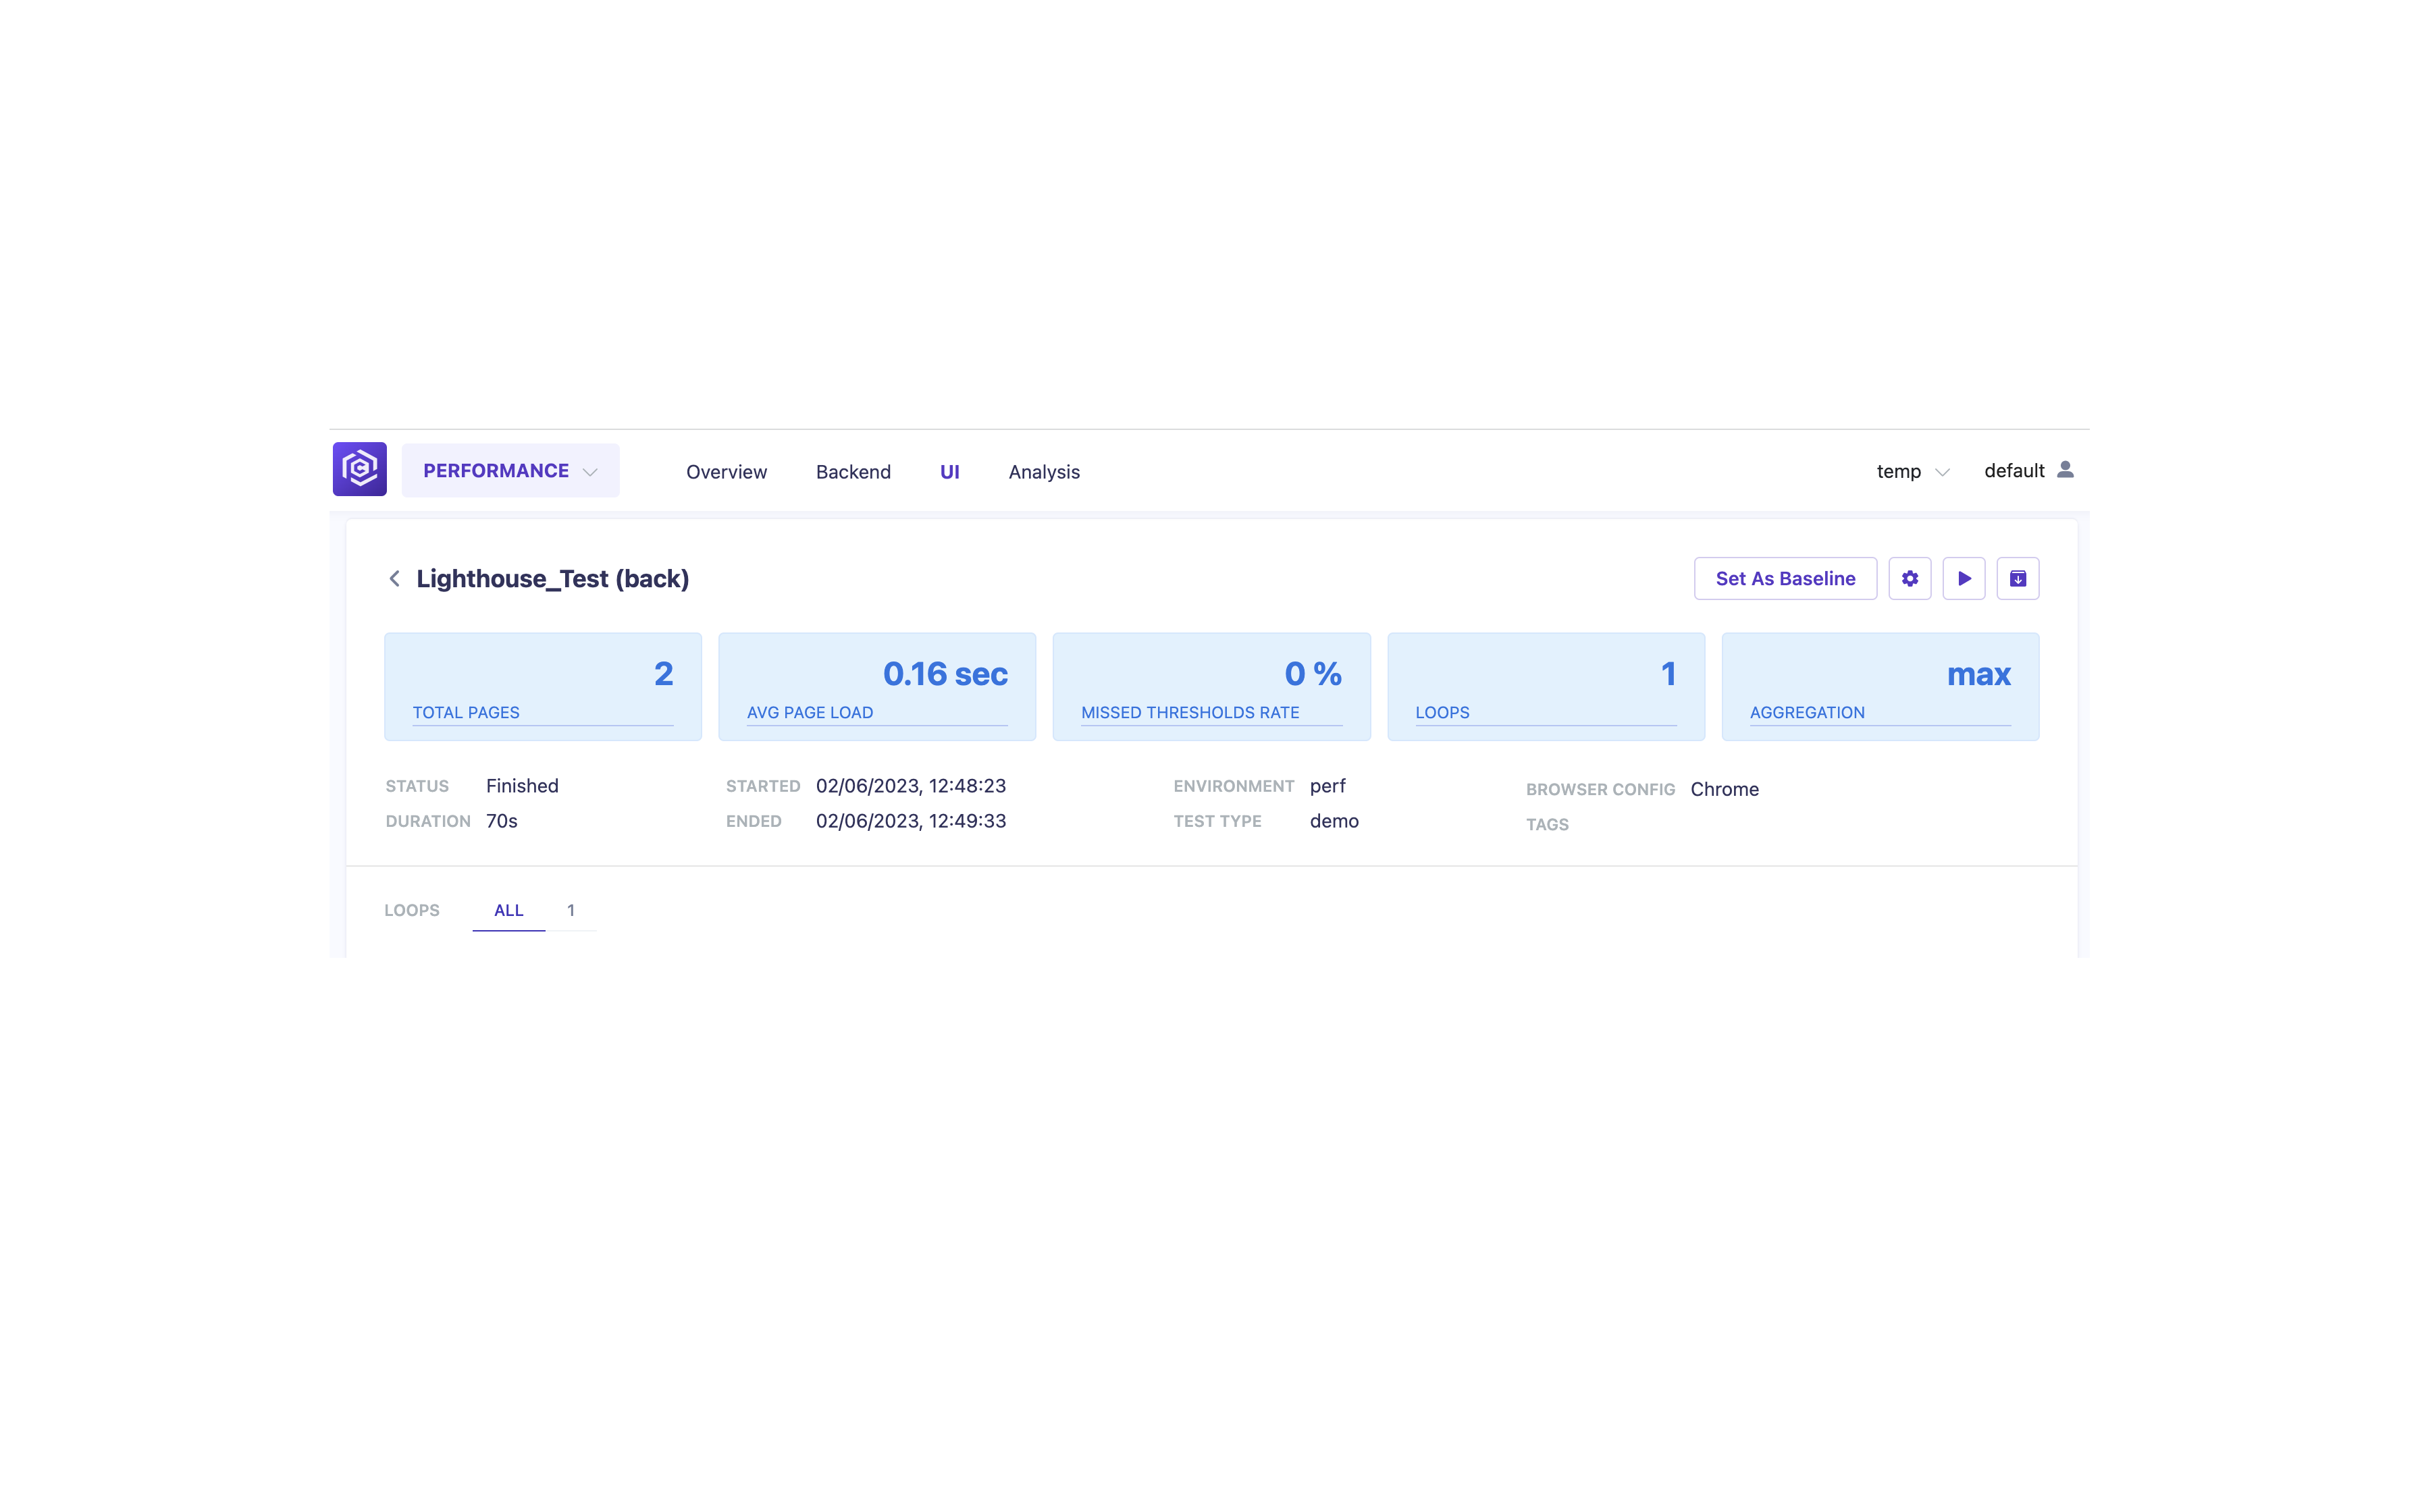 PERFORMANCE Overview Backend UI Analysis temp default
Lighthouse_Test (back) Set As Baseline
2 0.16 sec 0 % 1 max
TOTAL PAGES AVG PAGE LOAD MISSED THRESHOLDS RATE LOOPS AGGREGATION
STATUS Finished STARTED 02/06/2023, 12:48:23 ENVIRONMENT perf BROWSER CONFIG Chrome
DURATION 70s ENDED 02/06/2023, 12:49:33 TEST TYPE demo TAGS
LOOPS ALL 1